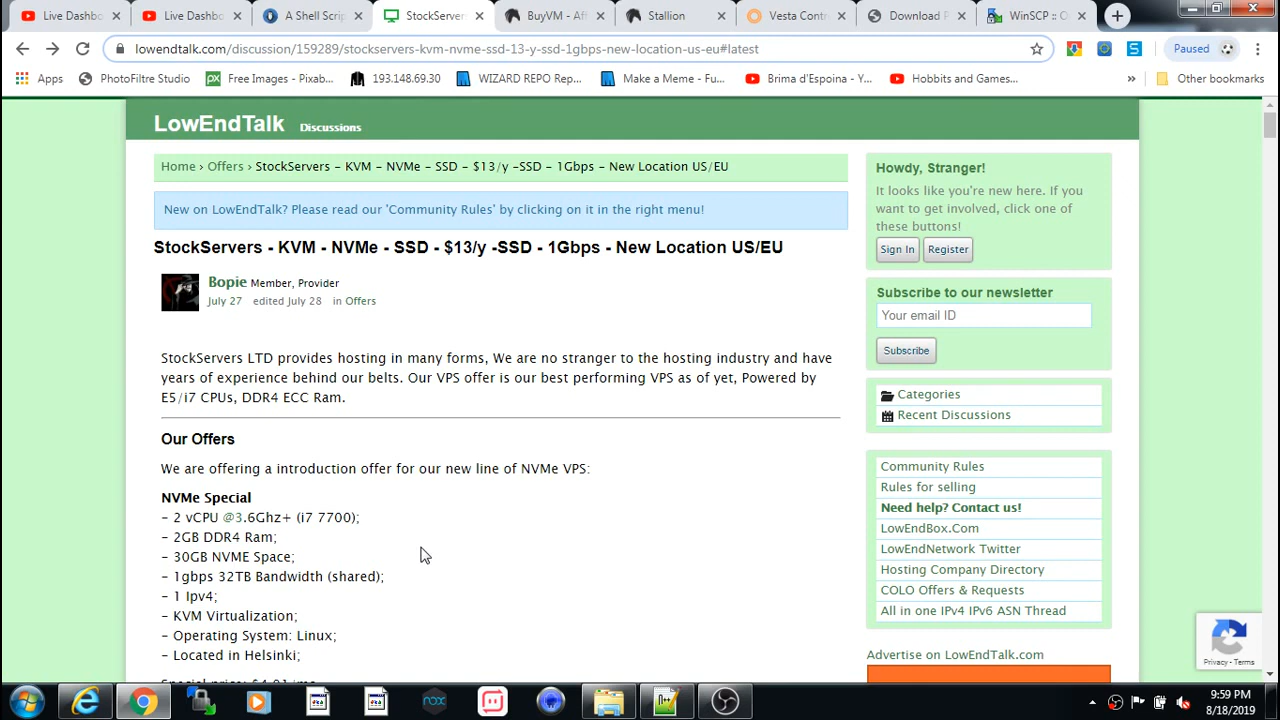 Live Dashbo
Live Dashbo
A Shell Scri
StockServer
BuyVM - Aff
Stallion
Vesta Contr
Download F
WinSCP :: O
lowendtalk.com/discussion/159289/stockservers-kvm-nvme-ssd-13-y-ssd-1gbps-new-location-us-eu#latest
Paused
Apps
PhotoFiltre Studio
Free Images - Pixab...
193.148.69.30
WIZARD REPO Rep...
Make a Meme - Fu...
Brima d'Espoina - Y...
Hobbits and Games...
»
Other bookmarks
LowEndTalk Discussions
Home › Offers › StockServers - KVM - NVMe - SSD - $13/y -SSD - 1Gbps - New Location US/EU
New on LowEndTalk? Please read our 'Community Rules' by clicking on it in the right menu!
StockServers - KVM - NVMe - SSD - $13/y -SSD - 1Gbps - New Location US/EU
Bopie Member, Provider
July 27 edited July 28 in Offers
StockServers LTD provides hosting in many forms, We are no stranger to the hosting industry and have
years of experience behind our belts. Our VPS offer is our best performing VPS as of yet, Powered by
E5/i7 CPUs, DDR4 ECC Ram.
Our Offers
We are offering a introduction offer for our new line of NVMe VPS:
NVMe Special
- 2 vCPU @3.6Ghz+ (i7 7700);
- 2GB DDR4 Ram;
- 30GB NVME Space;
- 1gbps 32TB Bandwidth (shared);
- 1 Ipv4;
- KVM Virtualization;
- Operating System: Linux;
- Located in Helsinki;
Howdy, Stranger!
It looks like you're new here. If you
want to get involved, click one of
these buttons!
Sign In Register
Subscribe to our newsletter
Your email ID
Subscribe
Categories
Recent Discussions
Community Rules
Rules for selling
Need help? Contact us!
LowEndBox.Com
LowEndNetwork Twitter
Hosting Company Directory
COLO Offers & Requests
All in one IPv4 IPv6 ASN Thread
Advertise on LowEndTalk.com
Privacy - Terms
9:59 PM
8/18/2019